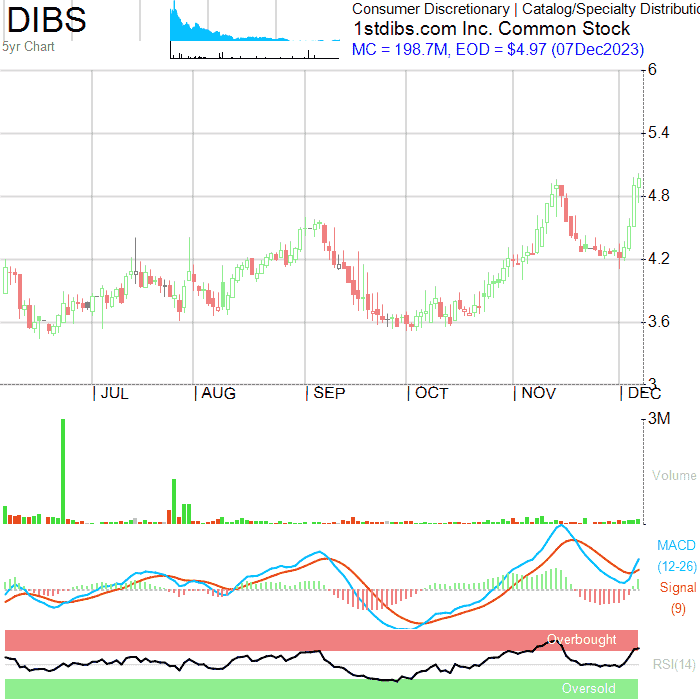 DIBS
5yr Chart
Consumer Discretionary | Catalog/Specialty Distributio
1stdibs.com Inc. Common Stock
MC = 198.7M, EOD = $4.97 (07Dec2023)
6
5.4
4.8
4.2
3.6
3
JUL AUG SEP OCT NOV DEC
3M
Volume
MACD
(12-26)
Signal
(9)
Overbought
RSI(14)
Oversold